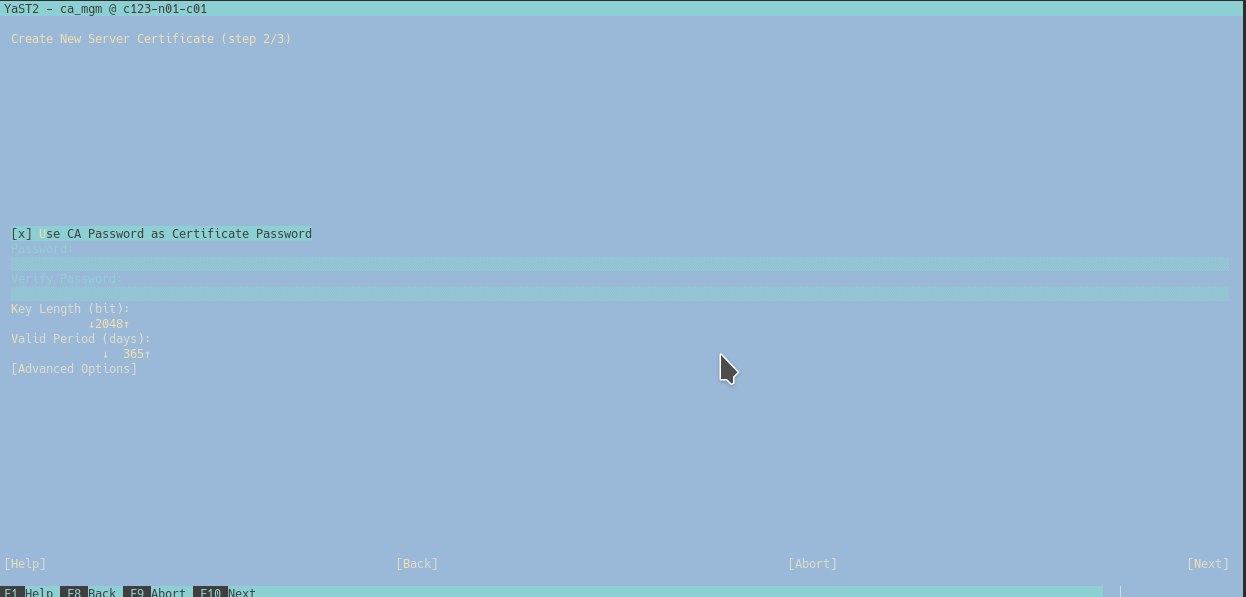 YaST2 - ca_mgm @ c123-n01-c01
Create New Server Certificate (step 2/3)
[x] Use CA Password as Certificate Password
Password:
Verify Password:
Key Length (bit):
↓2048↑
Valid Period (days):
↓  365↑
[Advanced Options]
[Help] [Back] [Abort] [Next]
F1 Help F8 Back F9 Abort F10 Next